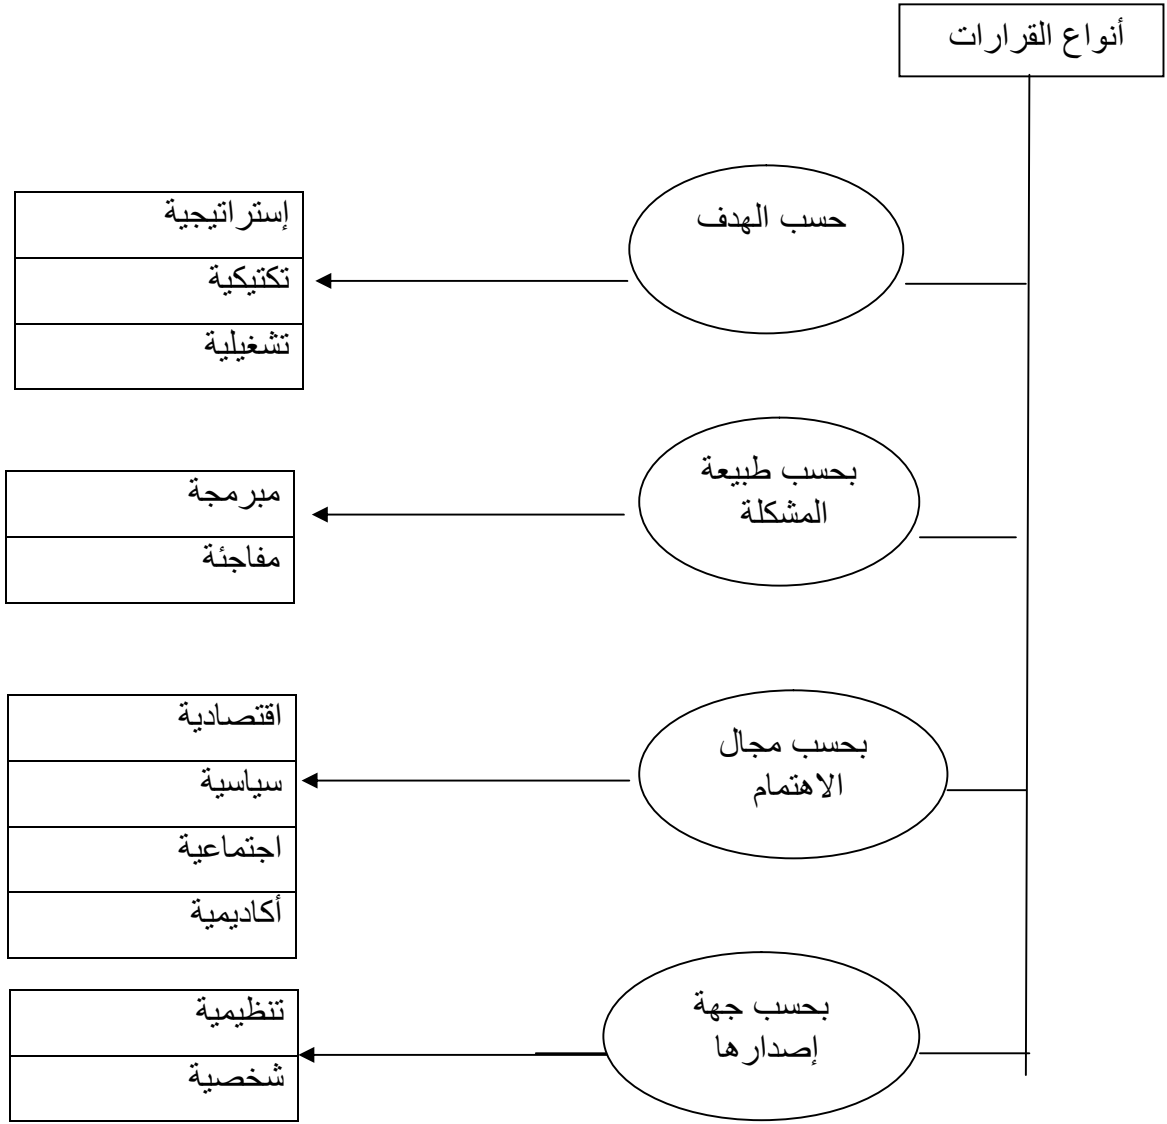 أنواع القرارات
حسب الهدف
إستراتيجية
تكتيكية
تشغيلية
بحسب طبيعة
المشكلة
مبرمجة
مفاجئة
بحسب مجال
الاهتمام
اقتصادية
سياسية
اجتماعية
أكاديمية
بحسب جهة
إصدارها
تنظيمية
شخصية